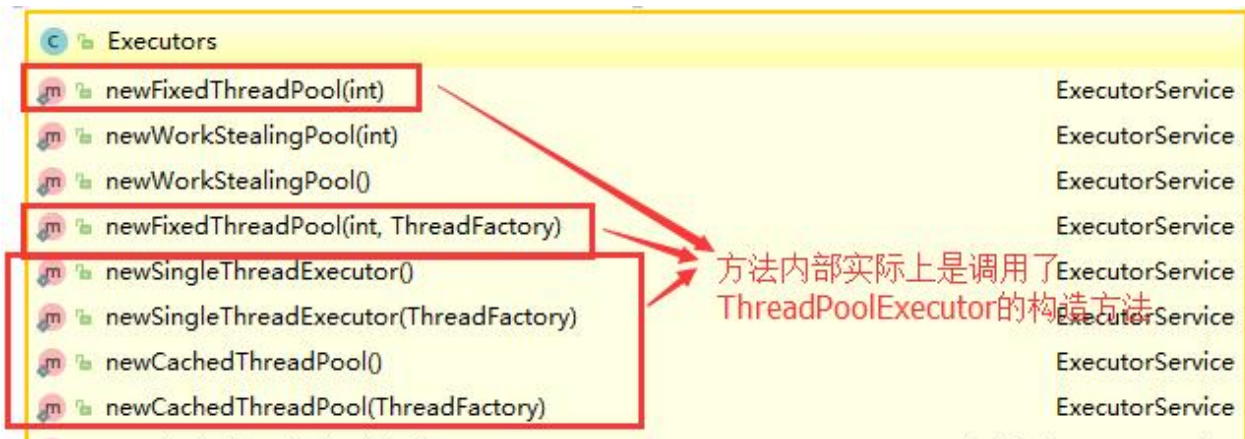 Executors
newFixedThreadPool(int) ExecutorService
newWorkStealingPool(int) ExecutorService
newWorkStealingPool() ExecutorService
newFixedThreadPool(int, ThreadFactory) ExecutorService
newSingleThreadExecutor() ExecutorService
newSingleThreadExecutor(ThreadFactory) ExecutorService
newCachedThreadPool() ExecutorService
newCachedThreadPool(ThreadFactory) ExecutorService
方法内部实际上是调用了
ThreadPoolExecutor的构造方法